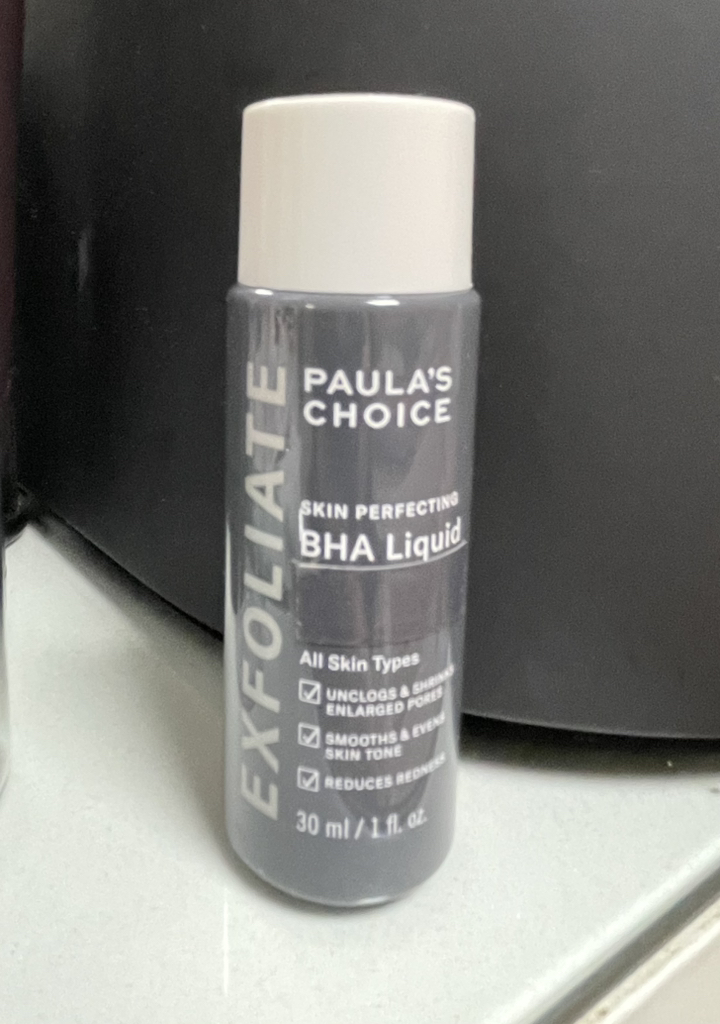 EXFOLIATE
PAULA'S
CHOICE
SKIN PERFECTING
BHA Liquid
All Skin Types
UNCLOGS & SHRINKS
ENLARGED PORES
SMOOTHS & EVENS
SKIN TONE
REDUCES REDNESS
30 ml / 1 fl. oz.